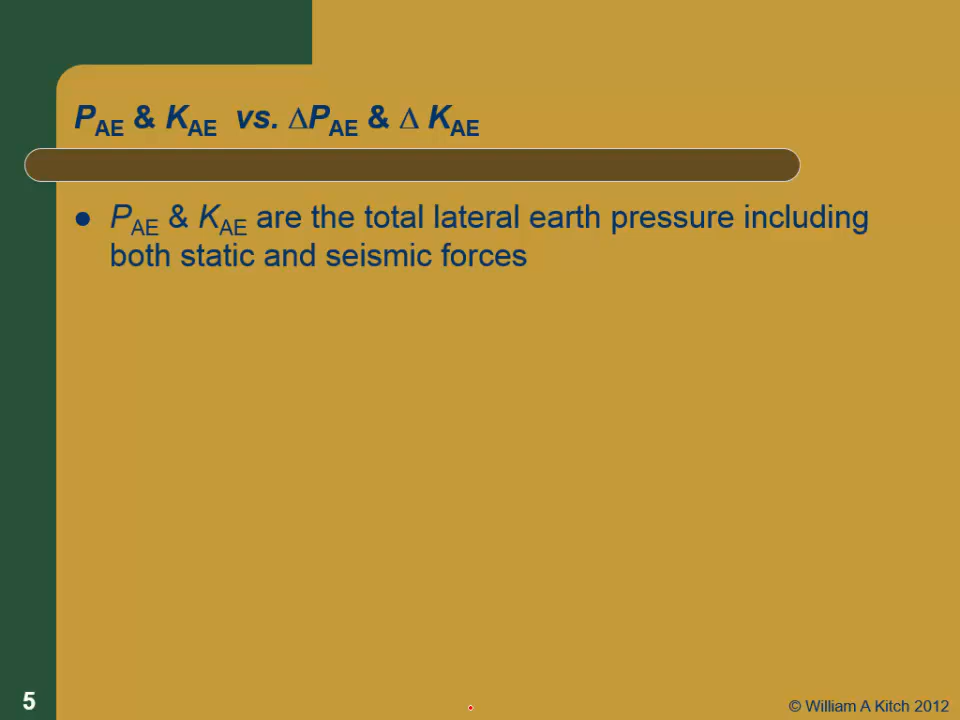 PAE & KAE vs. ΔPAE & Δ KAE
● PAE & KAE are the total lateral earth pressure including
both static and seismic forces
5
© William A Kitch 2012